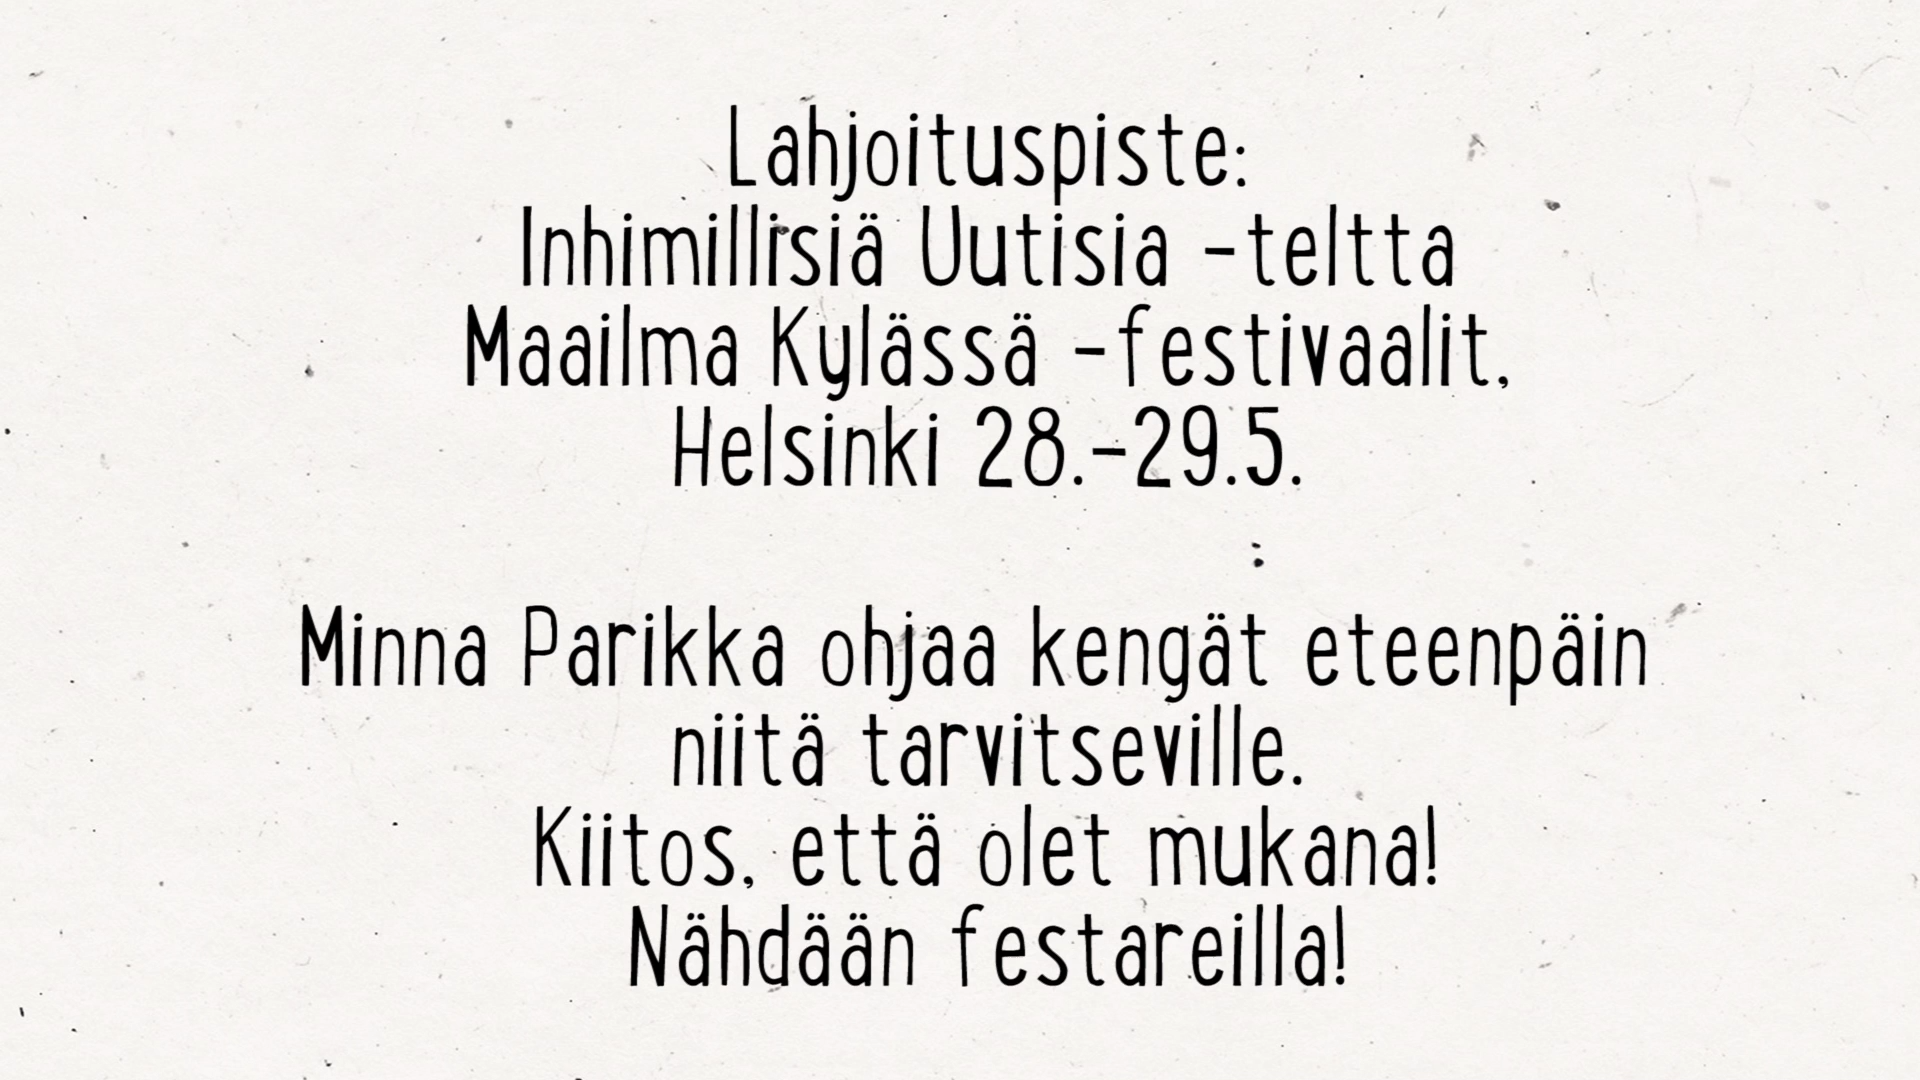 Lahjoituspiste:
Inhimillisiä Uutisia -teltta
Maailma Kylässä -festivaalit,
Helsinki 28.-29.5.
Minna Parikka ohjaa kengät eteenpäin
niitä tarvitseville.
Kiitos, että olet mukana!
Nähdään festareilla!